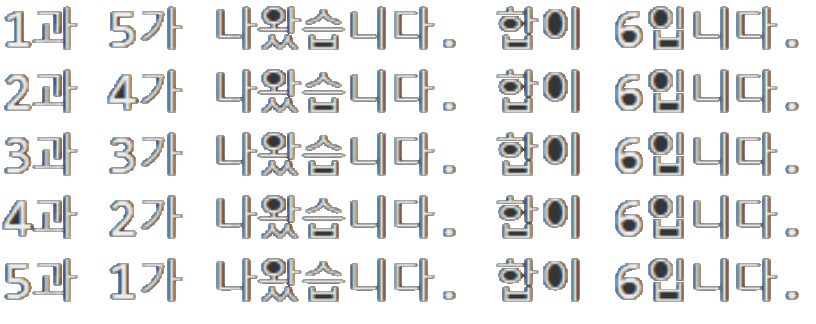 1과 5가 나왔습니다. 합이 6입니다.
2과 4가 나왔습니다. 합이 6입니다.
3과 3가 나왔습니다. 합이 6입니다.
4과 2가 나왔습니다. 합이 6입니다.
5과 1가 나왔습니다. 합이 6입니다.